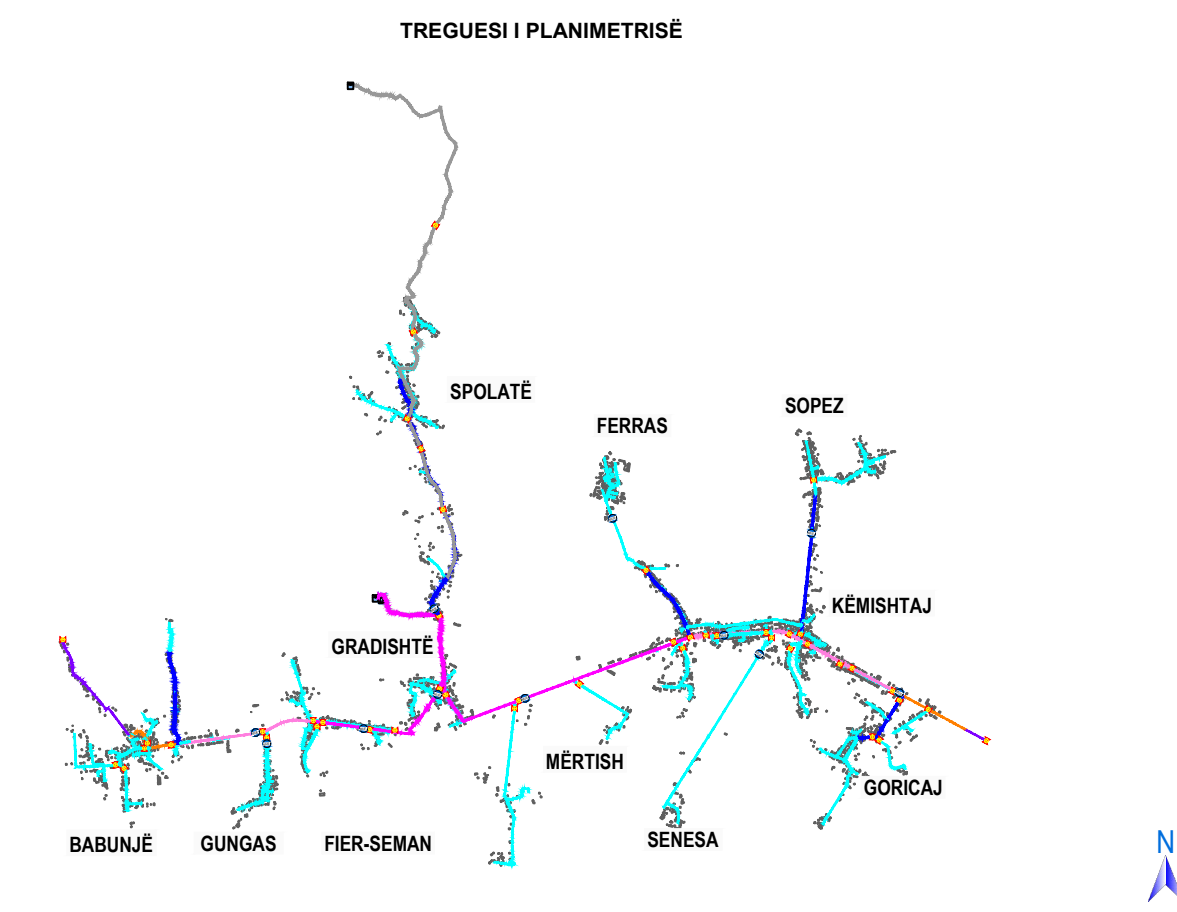 TREGUESI I PLANIMETRISË
SPOLATË
SOPEZ
FERRAS
KËMISHTAJ
GRADISHTË
MËRTISH
GORICAJ
BABUNJË
GUNGAS
FIER-SEMAN
SENESA
N